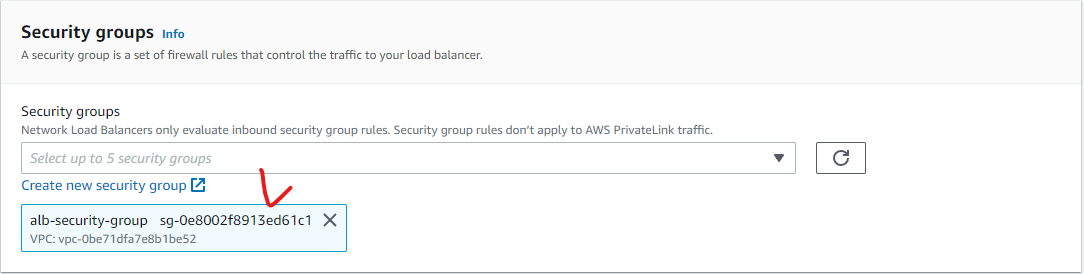 Security groups Info
A security group is a set of firewall rules that control the traffic to your load balancer.
Security groups
Network Load Balancers only evaluate inbound security group rules. Security group rules don't apply to AWS PrivateLink traffic.
Select up to 5 security groups
Create new security group
alb-security-group sg-0e8002f8913ed61c1
VPC: vpc-0be71dfa7e8b1be52